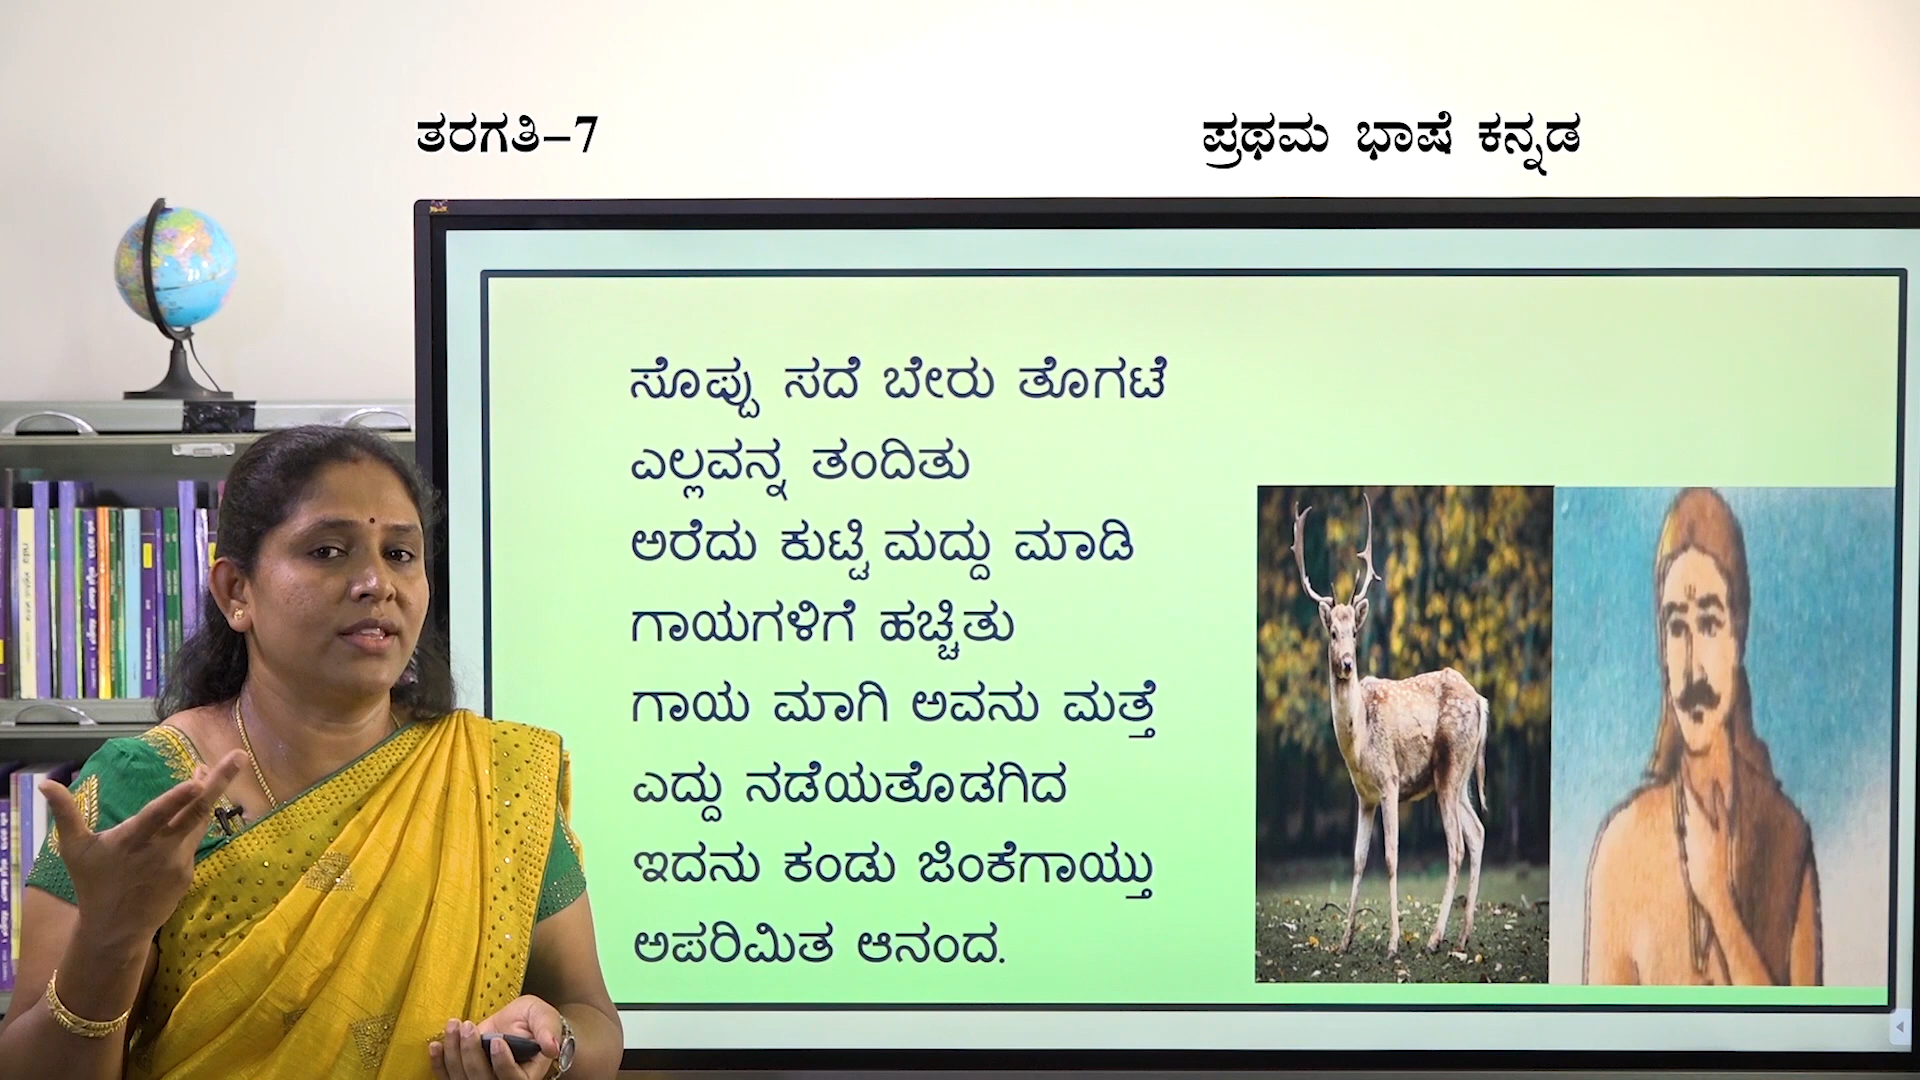 ತರಗತಿ–7
ಪ್ರಥಮ ಭಾಷೆ ಕನ್ನಡ
ಸೊಪ್ಪು ಸದೆ ಬೇರು ತೊಗಟೆ
ಎಲ್ಲವನ್ನ ತಂದಿತು
ಅರೆದು ಕುಟ್ಟಿ ಮದ್ದು ಮಾಡಿ
ಗಾಯಗಳಿಗೆ ಹಚ್ಚಿತು
ಗಾಯ ಮಾಗಿ ಅವನು ಮತ್ತೆ
ಎದ್ದು ನಡೆಯತೊಡಗಿದ
ಇದನು ಕಂಡು ಜಿಂಕೆಗಾಯ್ತು
ಅಪರಿಮಿತ ಆನಂದ.